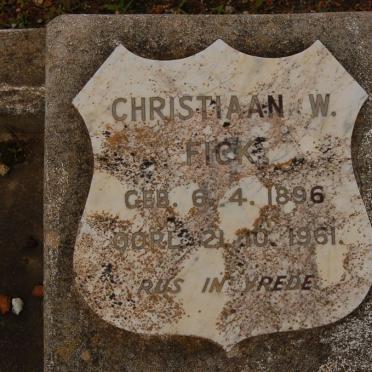 CHRISTIAAN W.
FICK
GEB. 6. 4. 1896
OORL. 21. 10. 1961.
RUS IN VREDE